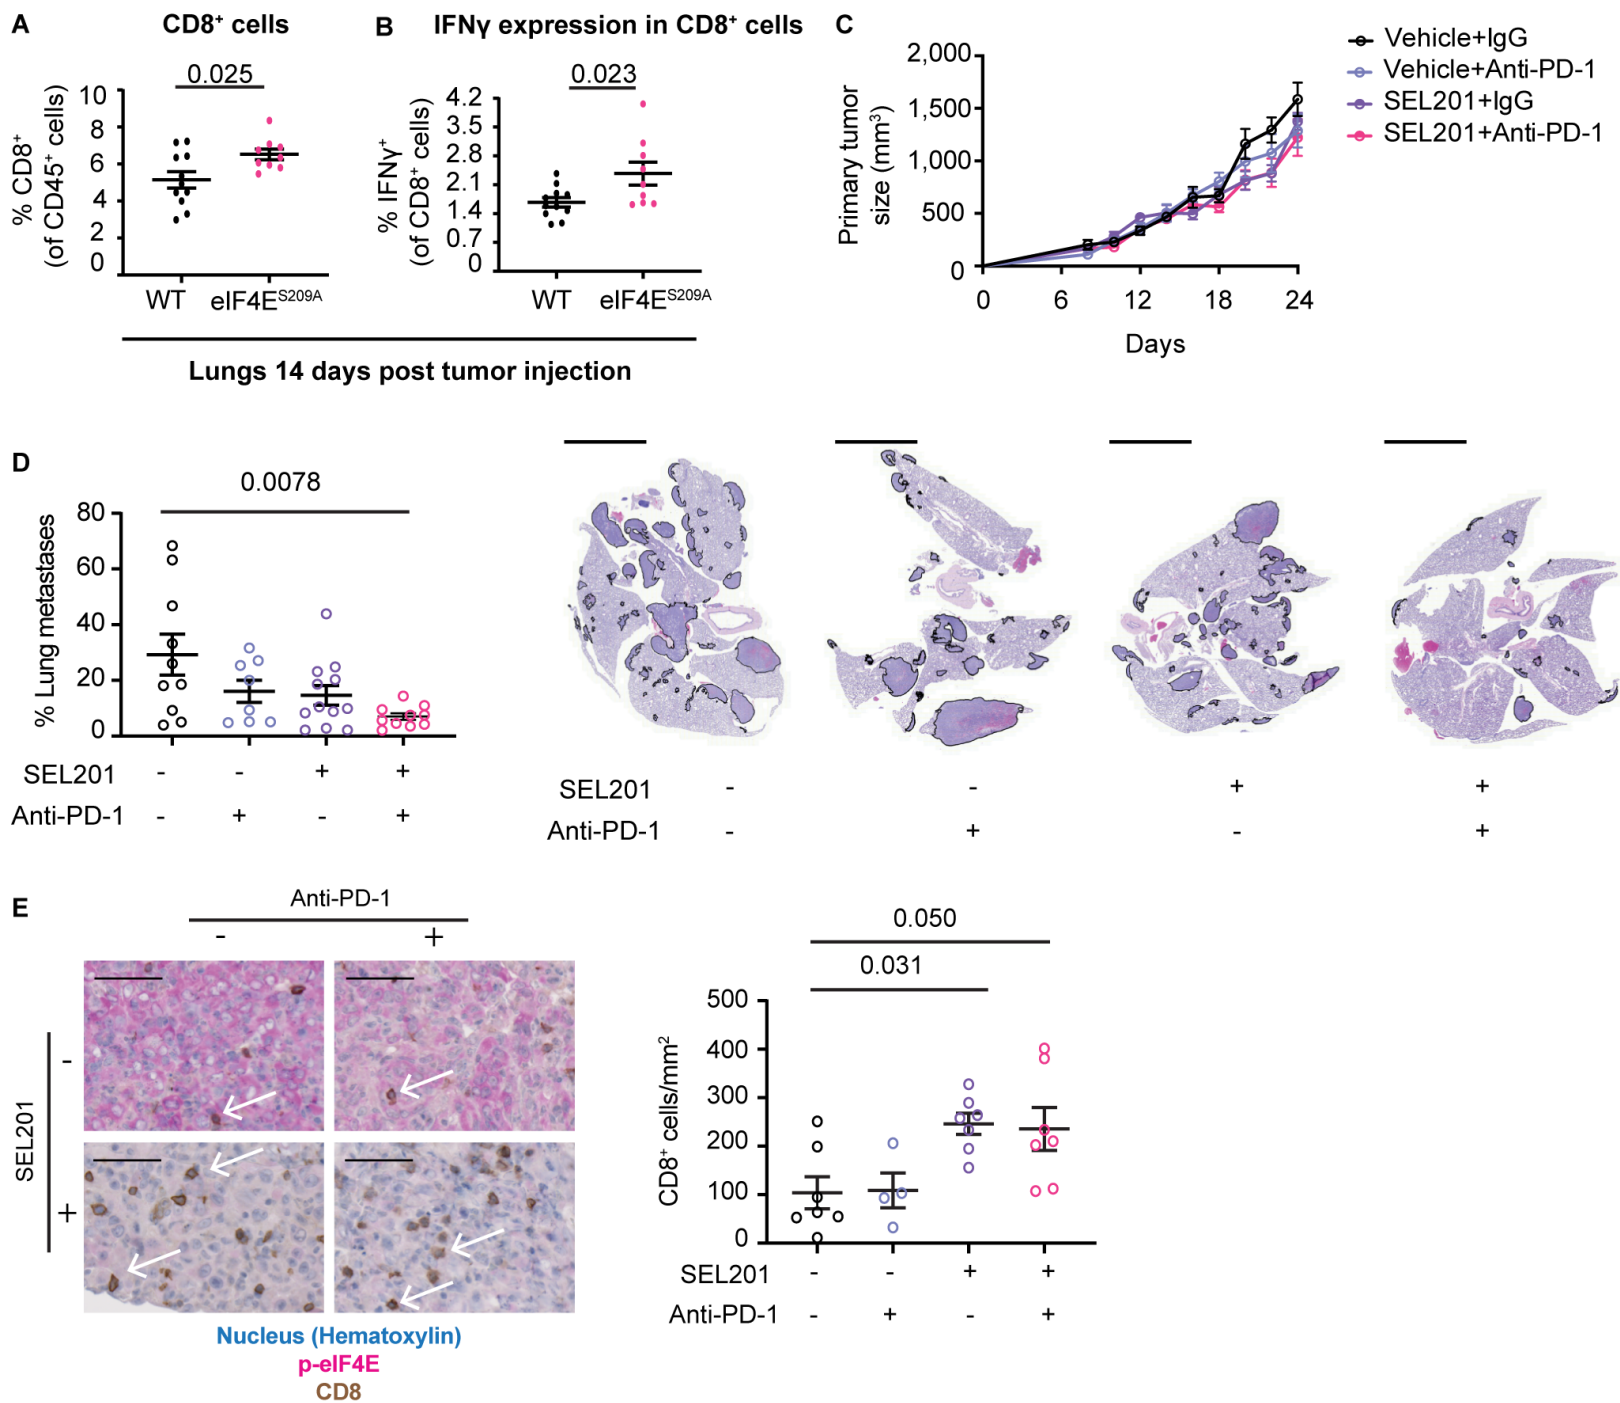 A
CD8⁺ cells
0.025
% CD8⁺
(of CD45⁺ cells)
10
8
6
4
2
0
WT
eIF4E^S209A
B
IFNγ expression in CD8⁺ cells
0.023
% IFNγ⁺
(of CD8⁺ cells)
4.2
3.5
2.8
2.1
1.4
0.7
0
WT
eIF4E^S209A
Lungs 14 days post tumor injection
C
Primary tumor
size (mm³)
2,000
1,500
1,000
500
0
0 6 12 18 24
Days
Vehicle+IgG
Vehicle+Anti-PD-1
SEL201+IgG
SEL201+Anti-PD-1
D
0.0078
% Lung metastases
80
60
40
20
0
SEL201 - - + +
Anti-PD-1 - + - +
SEL201 - - + +
Anti-PD-1 - + - +
E
Anti-PD-1
- +
SEL201
-
+
Nucleus (Hematoxylin)
p-eIF4E
CD8
0.050
0.031
CD8⁺ cells/mm²
500
400
300
200
100
0
SEL201 - - + +
Anti-PD-1 - + - +